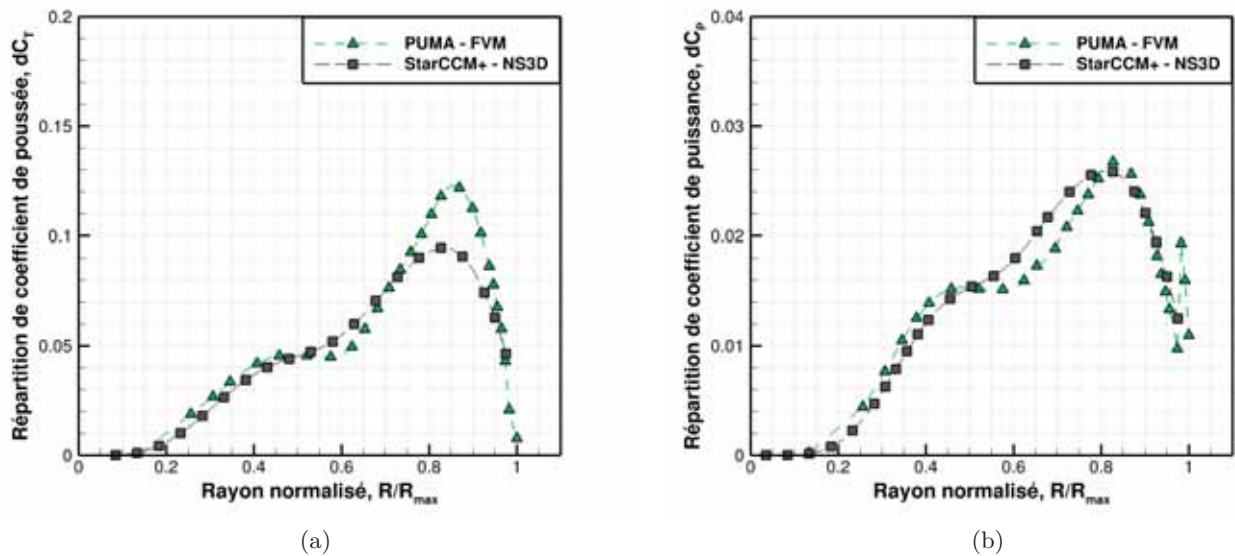 Répartition de coefficient de poussée, dC_T
0.2
0.15
0.1
0.05
0
0
0.2
0.4
0.6
0.8
1
Rayon normalisé, R/R_max
PUMA - FVM
StarCCM+ - NS3D
(a)
Répartition de coefficient de puissance, dC_P
0.04
0.03
0.02
0.01
0
0
0.2
0.4
0.6
0.8
1
Rayon normalisé, R/R_max
PUMA - FVM
StarCCM+ - NS3D
(b)